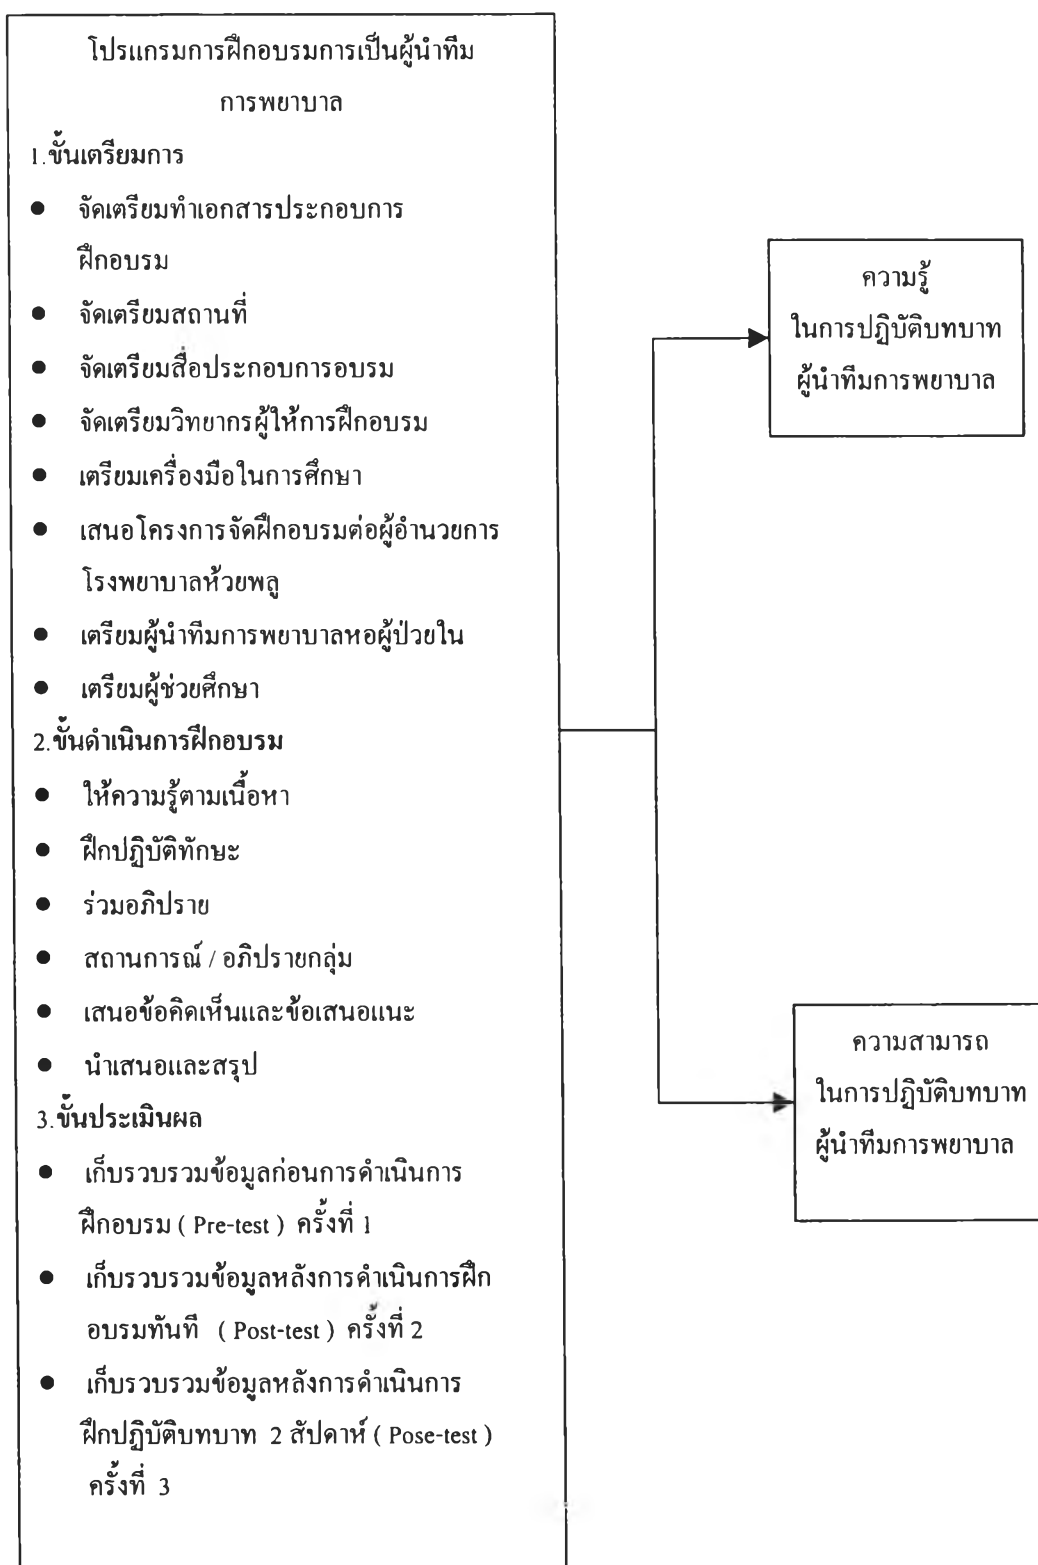 โปรแกรมการฝึกอบรมการเป็นผู้นำทีม
การพยาบาล
1.ขั้นเตรียมการ
● จัดเตรียมทำเอกสารประกอบการ
ฝึกอบรม
● จัดเตรียมสถานที่
● จัดเตรียมสื่อประกอบการอบรม
● จัดเตรียมวิทยากรผู้ให้การฝึกอบรม
● เตรียมเครื่องมือในการศึกษา
● เสนอโครงการจัดฝึกอบรมต่อผู้อำนวยการ
โรงพยาบาลห้วยพลู
● เตรียมผู้นำทีมการพยาบาลหอผู้ป่วยใน
● เตรียมผู้ช่วยศึกษา
2.ขั้นดำเนินการฝึกอบรม
● ให้ความรู้ตามเนื้อหา
● ฝึกปฏิบัติทักษะ
● ร่วมอภิปราย
● สถานการณ์ / อภิปรายกลุ่ม
● เสนอข้อคิดเห็นและข้อเสนอแนะ
● นำเสนอและสรุป
3.ขั้นประเมินผล
● เก็บรวบรวมข้อมูลก่อนการดำเนินการ
ฝึกอบรม ( Pre-test ) ครั้งที่ 1
● เก็บรวบรวมข้อมูลหลังการดำเนินการฝึก
อบรมทันที ( Post-test ) ครั้งที่ 2
● เก็บรวบรวมข้อมูลหลังการดำเนินการ
ฝึกปฏิบัติบทบาท 2 สัปดาห์ ( Pose-test )
ครั้งที่ 3
ความรู้
ในการปฏิบัติบทบาท
ผู้นำทีมการพยาบาล
ความสามารถ
ในการปฏิบัติบทบาท
ผู้นำทีมการพยาบาล